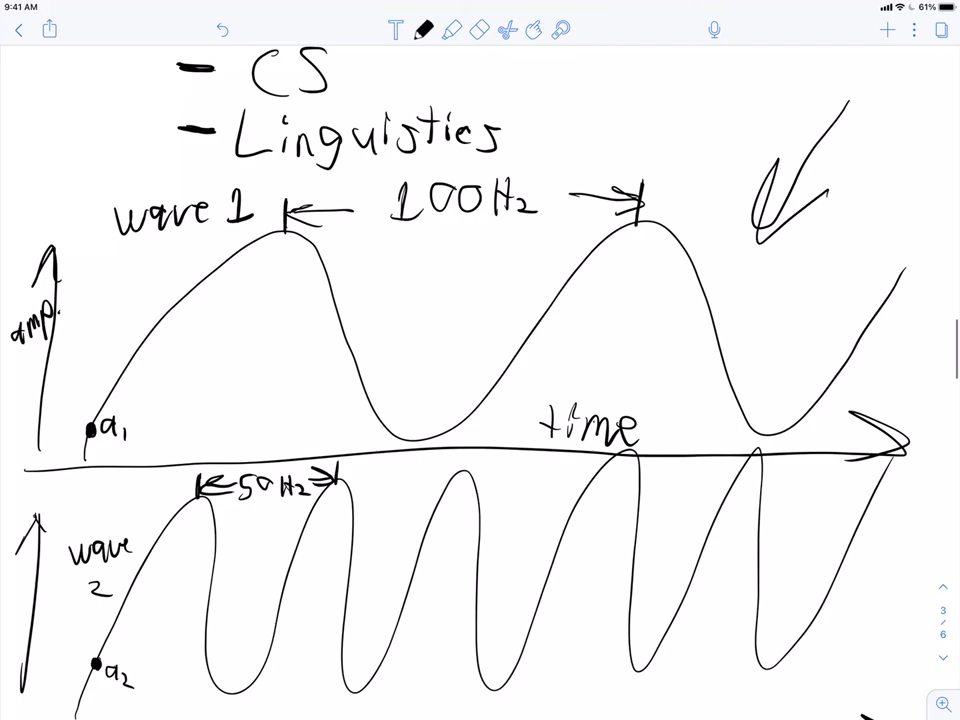 9:41 AM
61%
T
- CS
- Linguistics
wave 1
100Hz
amp.
a1
time
50Hz
wave
2
a2
3
/
6